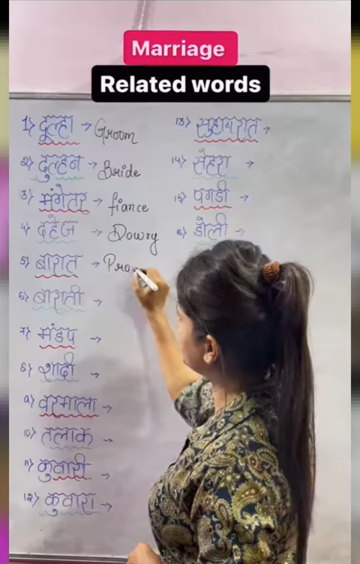 Marriage
Related words
1) दूल्हा → Groom
2) दुल्हन → Bride
3) मंगेतर → fiance
4) दहेज → Dowry
5) बारात → Pro
6) बाराती →
7) मंडप →
8) शादी →
9) वरमाला →
10) तलाक →
11) कुवारी →
12) कुवारा →
13) सुहागरात →
14) सेहरा →
15) पगडी →
16) डोली